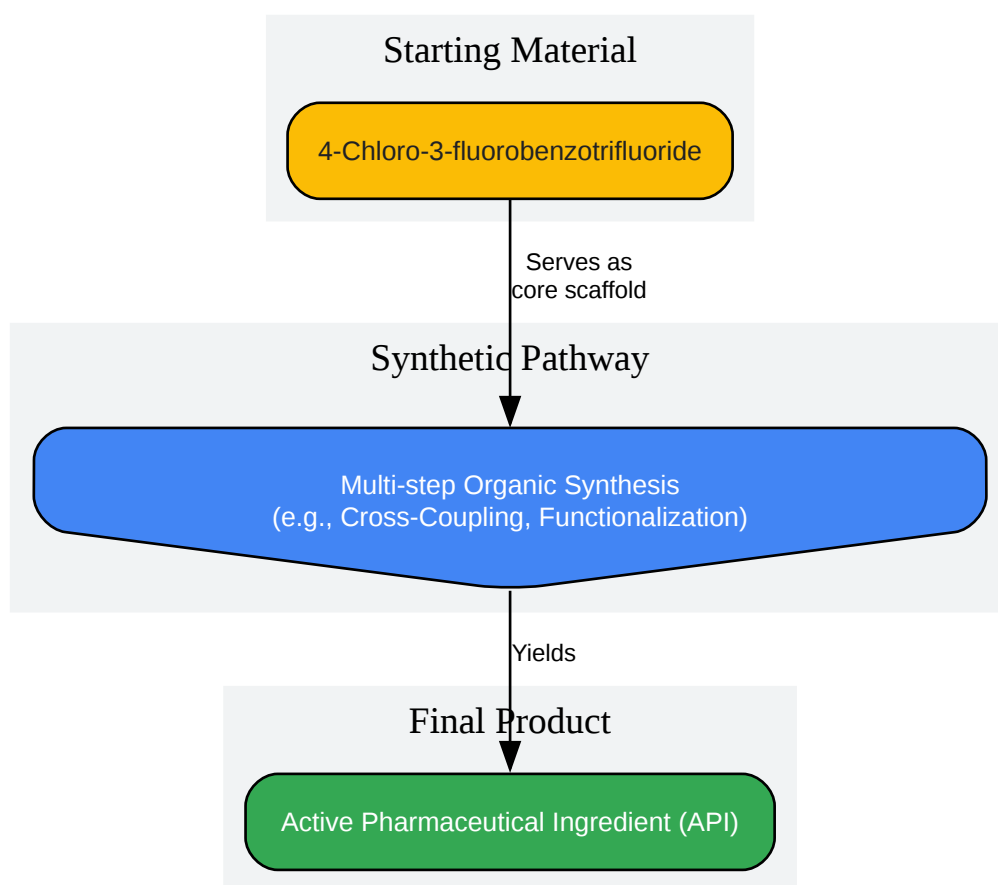 Starting Material
4-Chloro-3-fluorobenzotrifluoride
Serves as
core scaffold
Synthetic Pathway
Multi-step Organic Synthesis
(e.g., Cross-Coupling, Functionalization)
Yields
Final Product
Active Pharmaceutical Ingredient (API)